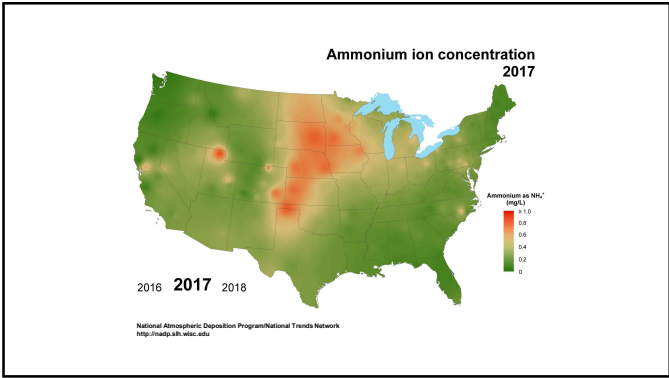 Ammonium ion concentration
2017
Ammonium as NH₄⁺
(mg/L)
≥ 1.0
0.8
0.6
0.4
0.2
0
2016 2017 2018
National Atmospheric Deposition Program/National Trends Network
http://nadp.slh.wisc.edu